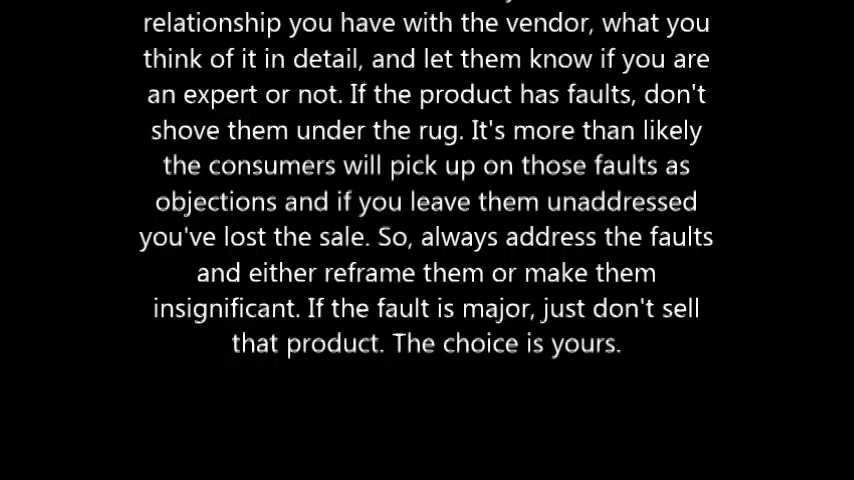 relationship you have with the vendor, what you
think of it in detail, and let them know if you are
an expert or not. If the product has faults, don't
shove them under the rug. It's more than likely
the consumers will pick up on those faults as
objections and if you leave them unaddressed
you've lost the sale. So, always address the faults
and either reframe them or make them
insignificant. If the fault is major, just don't sell
that product. The choice is yours.